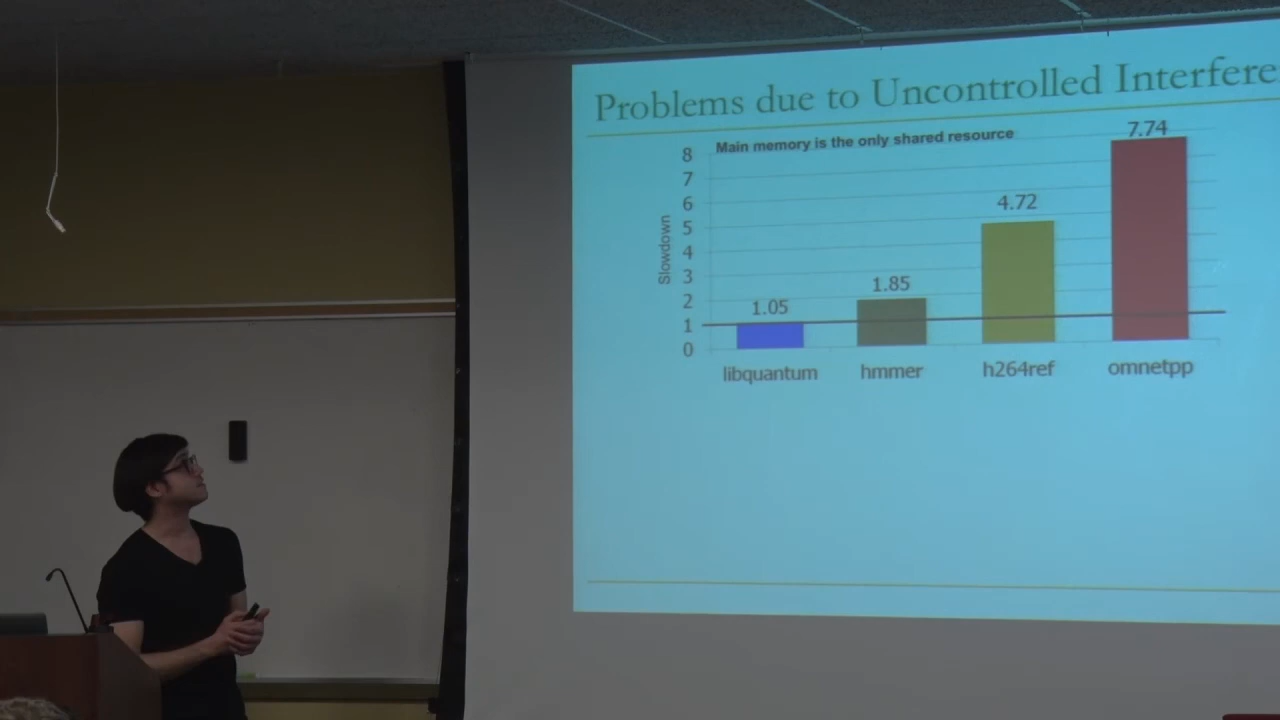 Problems due to Uncontrolled Interfere
Main memory is the only shared resource
8
7
6
5
4
3
2
1
0
Slowdown
1.05
1.85
4.72
7.74
libquantum
hmmer
h264ref
omnetpp